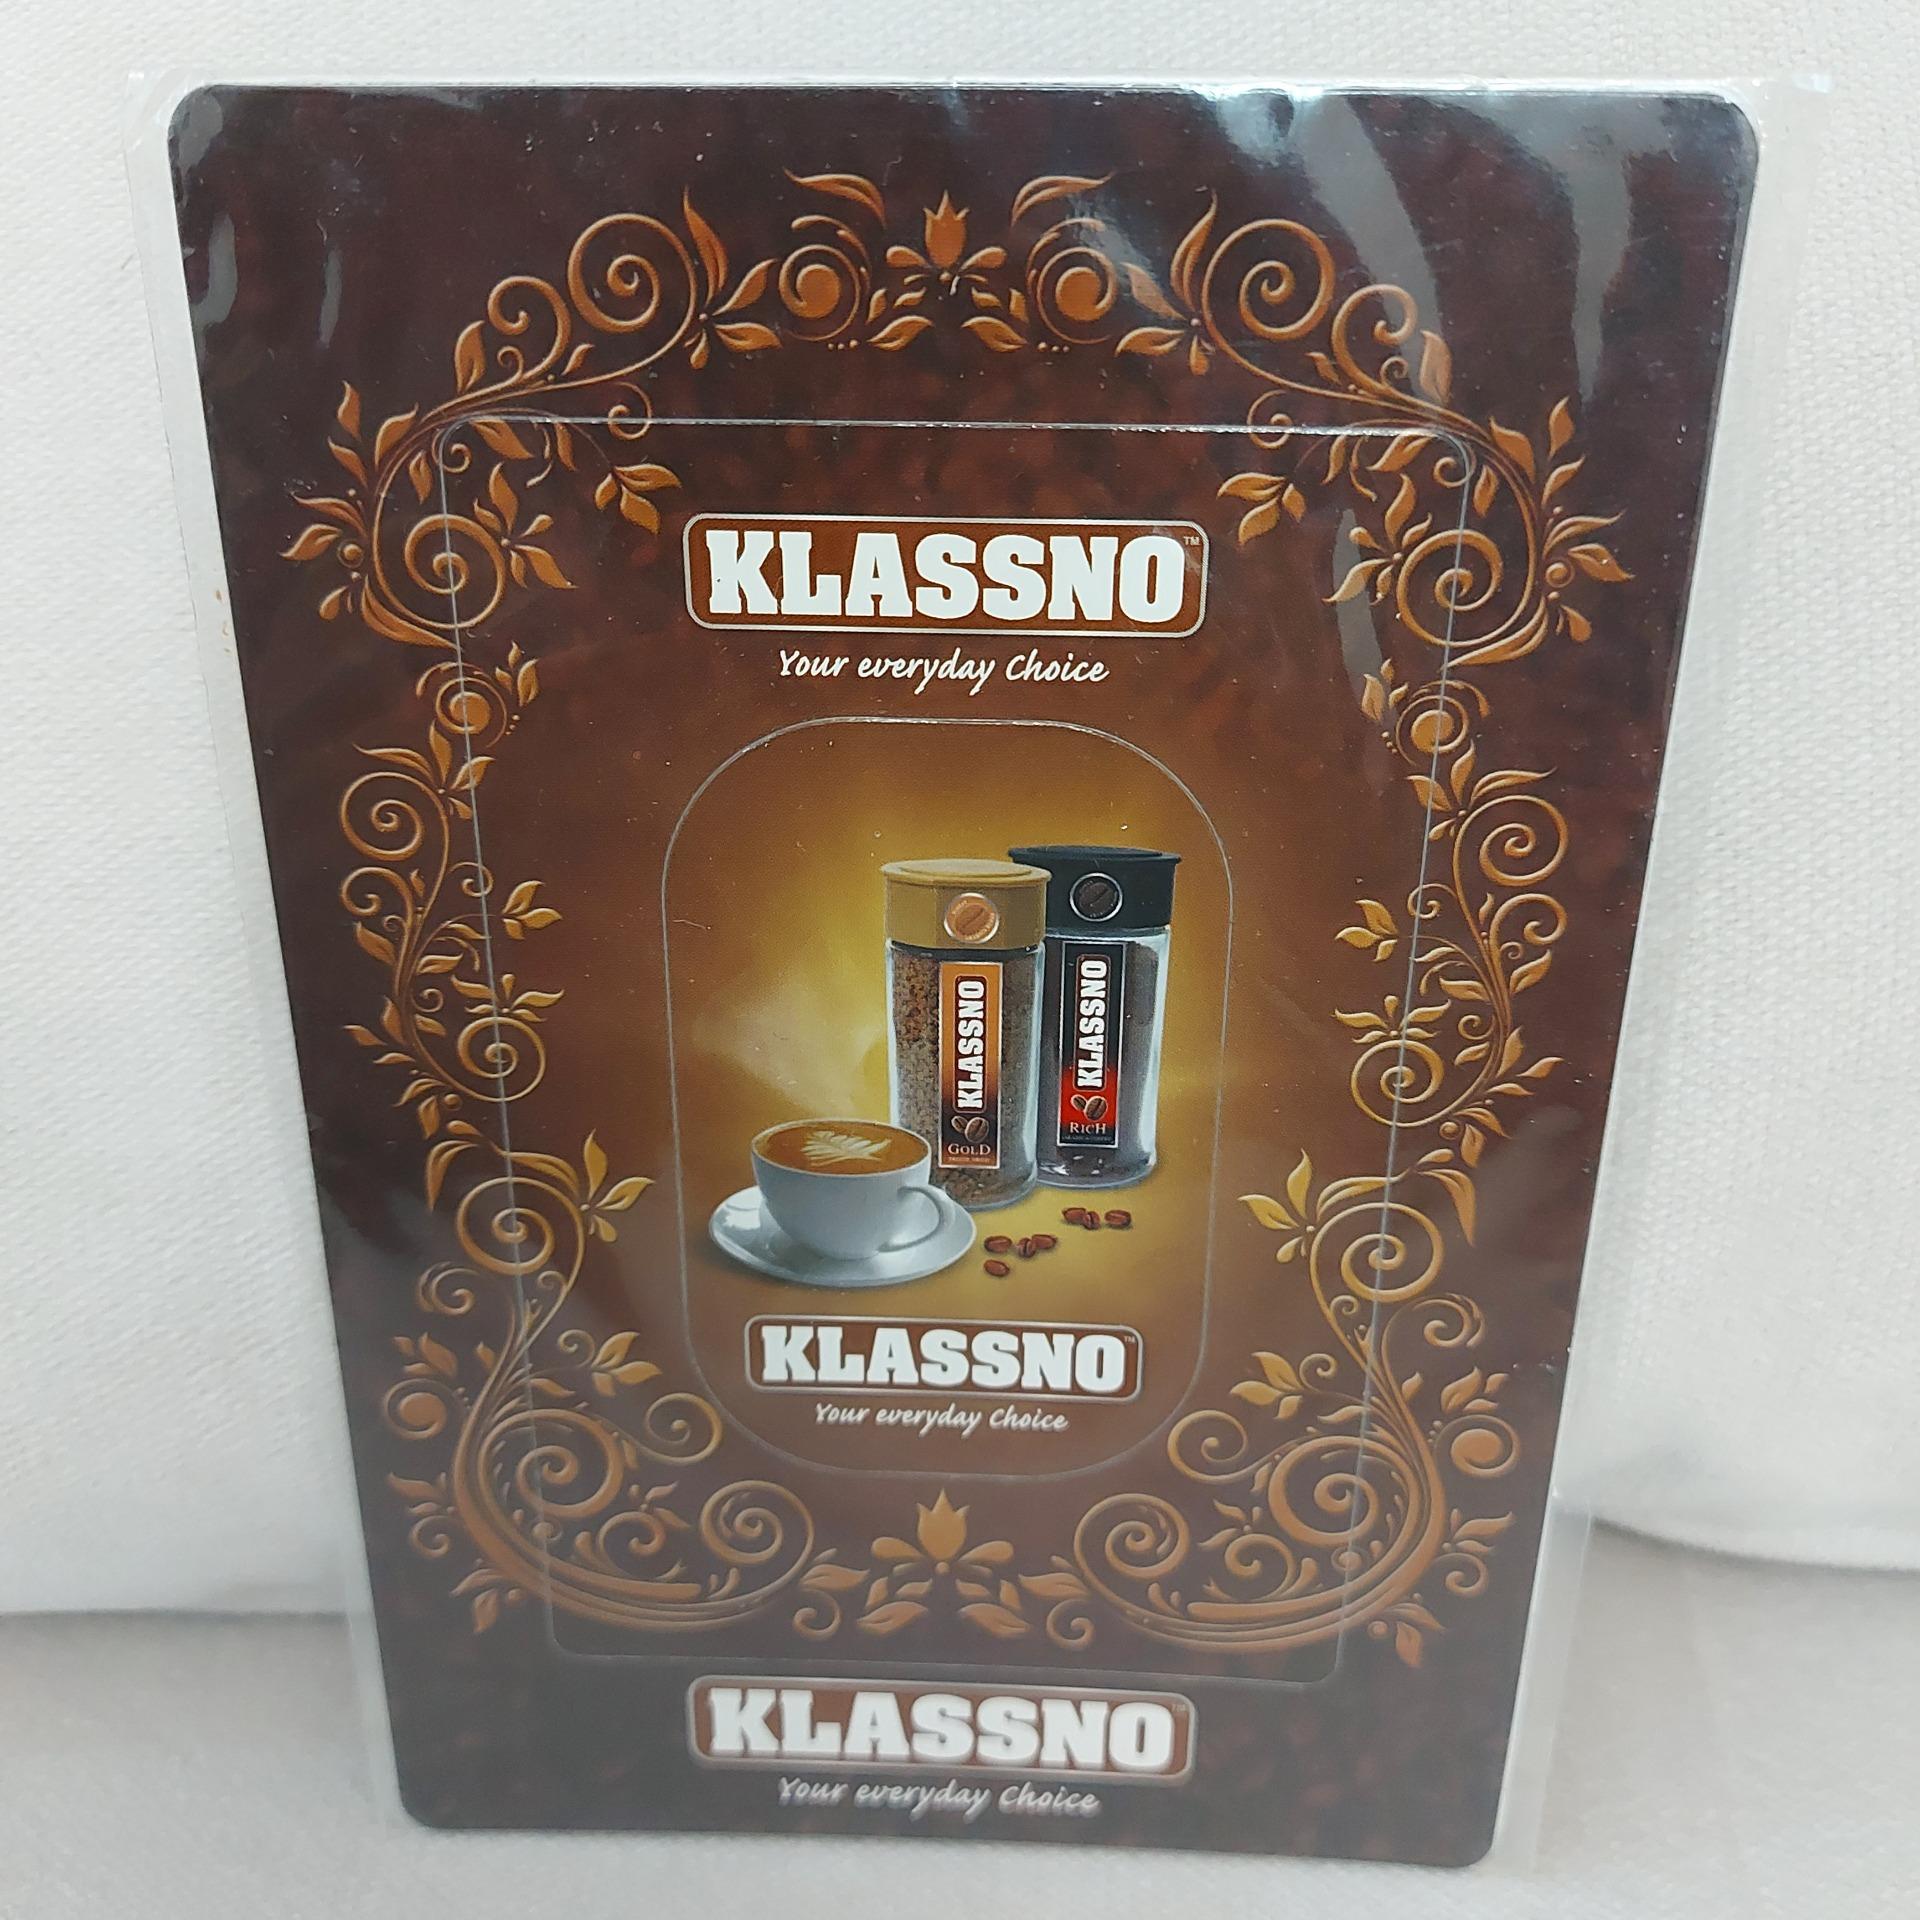 KLASSNO™
Your everyday Choice
KLASSNO
GOLD
KLASSNO
RICH
KLASSNO™
Your everyday Choice
KLASSNO™
Your everyday Choice